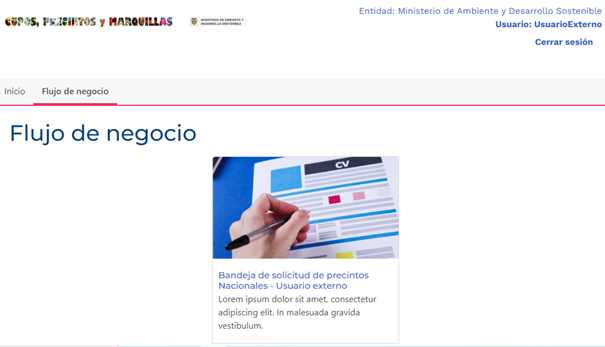 Entidad: Ministerio de Ambiente y Desarrollo Sostenible
CUPOS, PRECINTOS y MARQUILLAS
MINISTERIO DE AMBIENTE Y
DESARROLLO SOSTENIBLE
Usuario: UsuarioExterno
Cerrar sesión
Inicio
Flujo de negocio
Flujo de negocio
CV
Bandeja de solicitud de precintos
Nacionales - Usuario externo
Lorem ipsum dolor sit amet, consectetur
adipiscing elit. In malesuada gravida
vestibulum.